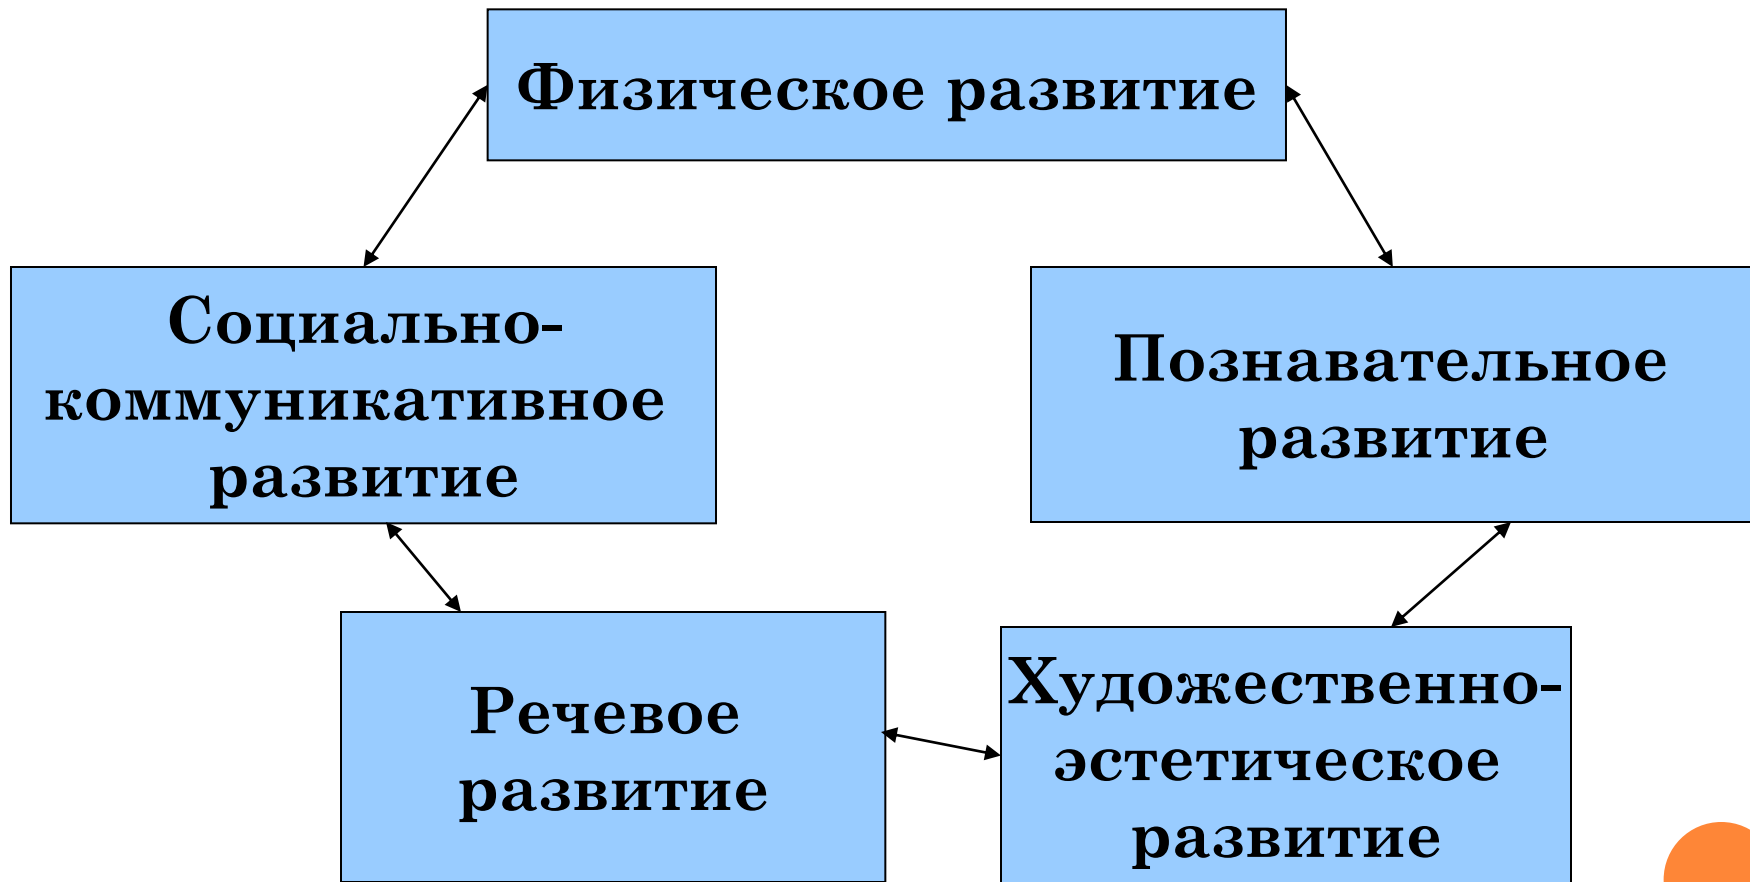 Физическое развитие
Социально-
коммуникативное
развитие
Познавательное
развитие
Речевое
развитие
Художественно-
эстетическое
развитие